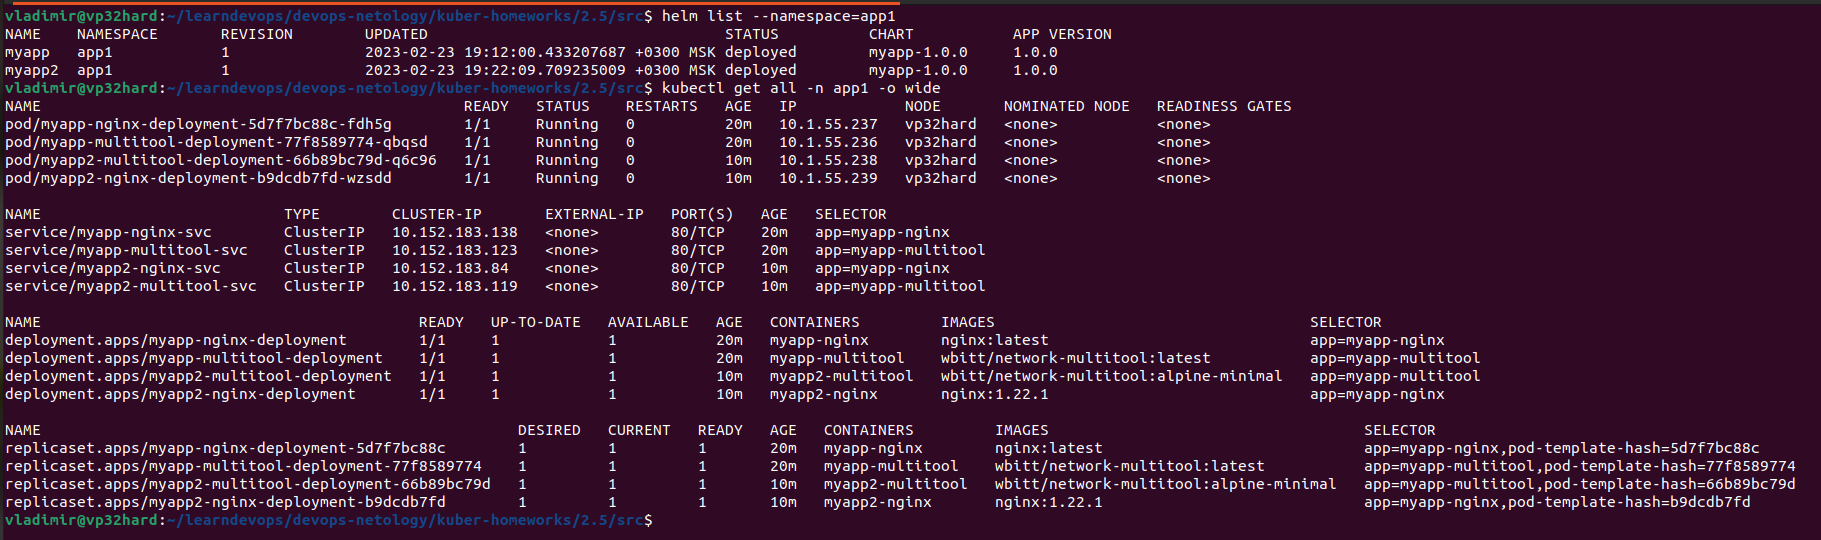 vladimir@vp32hard:~/learndevops/devops-netology/kuber-homeworks/2.5/src$ helm list --namespace=app1
NAME    NAMESPACE       REVISION        UPDATED                                 STATUS          CHART           APP VERSION
myapp   app1            1               2023-02-23 19:12:00.433207687 +0300 MSK deployed        myapp-1.0.0     1.0.0
myapp2  app1            1               2023-02-23 19:22:09.709235009 +0300 MSK deployed        myapp-1.0.0     1.0.0
vladimir@vp32hard:~/learndevops/devops-netology/kuber-homeworks/2.5/src$ kubectl get all -n app1 -o wide
NAME                                               READY   STATUS    RESTARTS   AGE   IP            NODE       NOMINATED NODE   READINESS GATES
pod/myapp-nginx-deployment-5d7f7bc88c-fdh5g        1/1     Running   0          20m   10.1.55.237   vp32hard   <none>           <none>
pod/myapp-multitool-deployment-77f8589774-qbqsd    1/1     Running   0          20m   10.1.55.236   vp32hard   <none>           <none>
pod/myapp2-multitool-deployment-66b89bc79d-q6c96   1/1     Running   0          10m   10.1.55.238   vp32hard   <none>           <none>
pod/myapp2-nginx-deployment-b9dcdb7fd-wzsdd        1/1     Running   0          10m   10.1.55.239   vp32hard   <none>           <none>
NAME                           TYPE        CLUSTER-IP       EXTERNAL-IP   PORT(S)   AGE   SELECTOR
service/myapp-nginx-svc        ClusterIP   10.152.183.138   <none>        80/TCP    20m   app=myapp-nginx
service/myapp-multitool-svc    ClusterIP   10.152.183.123   <none>        80/TCP    20m   app=myapp-multitool
service/myapp2-nginx-svc       ClusterIP   10.152.183.84    <none>        80/TCP    10m   app=myapp-nginx
service/myapp2-multitool-svc   ClusterIP   10.152.183.119   <none>        80/TCP    10m   app=myapp-multitool
NAME                                          READY   UP-TO-DATE   AVAILABLE   AGE   CONTAINERS         IMAGES                                   SELECTOR
deployment.apps/myapp-nginx-deployment        1/1     1            1           20m   myapp-nginx        nginx:latest                             app=myapp-nginx
deployment.apps/myapp-multitool-deployment    1/1     1            1           20m   myapp-multitool    wbitt/network-multitool:latest           app=myapp-multitool
deployment.apps/myapp2-multitool-deployment   1/1     1            1           10m   myapp2-multitool   wbitt/network-multitool:alpine-minimal   app=myapp-multitool
deployment.apps/myapp2-nginx-deployment       1/1     1            1           10m   myapp2-nginx       nginx:1.22.1                             app=myapp-nginx
NAME                                                     DESIRED   CURRENT   READY   AGE   CONTAINERS         IMAGES                                   SELECTOR
replicaset.apps/myapp-nginx-deployment-5d7f7bc88c        1         1         1       20m   myapp-nginx        nginx:latest                             app=myapp-nginx,pod-template-hash=5d7f7bc88c
replicaset.apps/myapp-multitool-deployment-77f8589774    1         1         1       20m   myapp-multitool    wbitt/network-multitool:latest           app=myapp-multitool,pod-template-hash=77f8589774
replicaset.apps/myapp2-multitool-deployment-66b89bc79d   1         1         1       10m   myapp2-multitool   wbitt/network-multitool:alpine-minimal   app=myapp-multitool,pod-template-hash=66b89bc79d
replicaset.apps/myapp2-nginx-deployment-b9dcdb7fd        1         1         1       10m   myapp2-nginx       nginx:1.22.1                             app=myapp-nginx,pod-template-hash=b9dcdb7fd
vladimir@vp32hard:~/learndevops/devops-netology/kuber-homeworks/2.5/src$